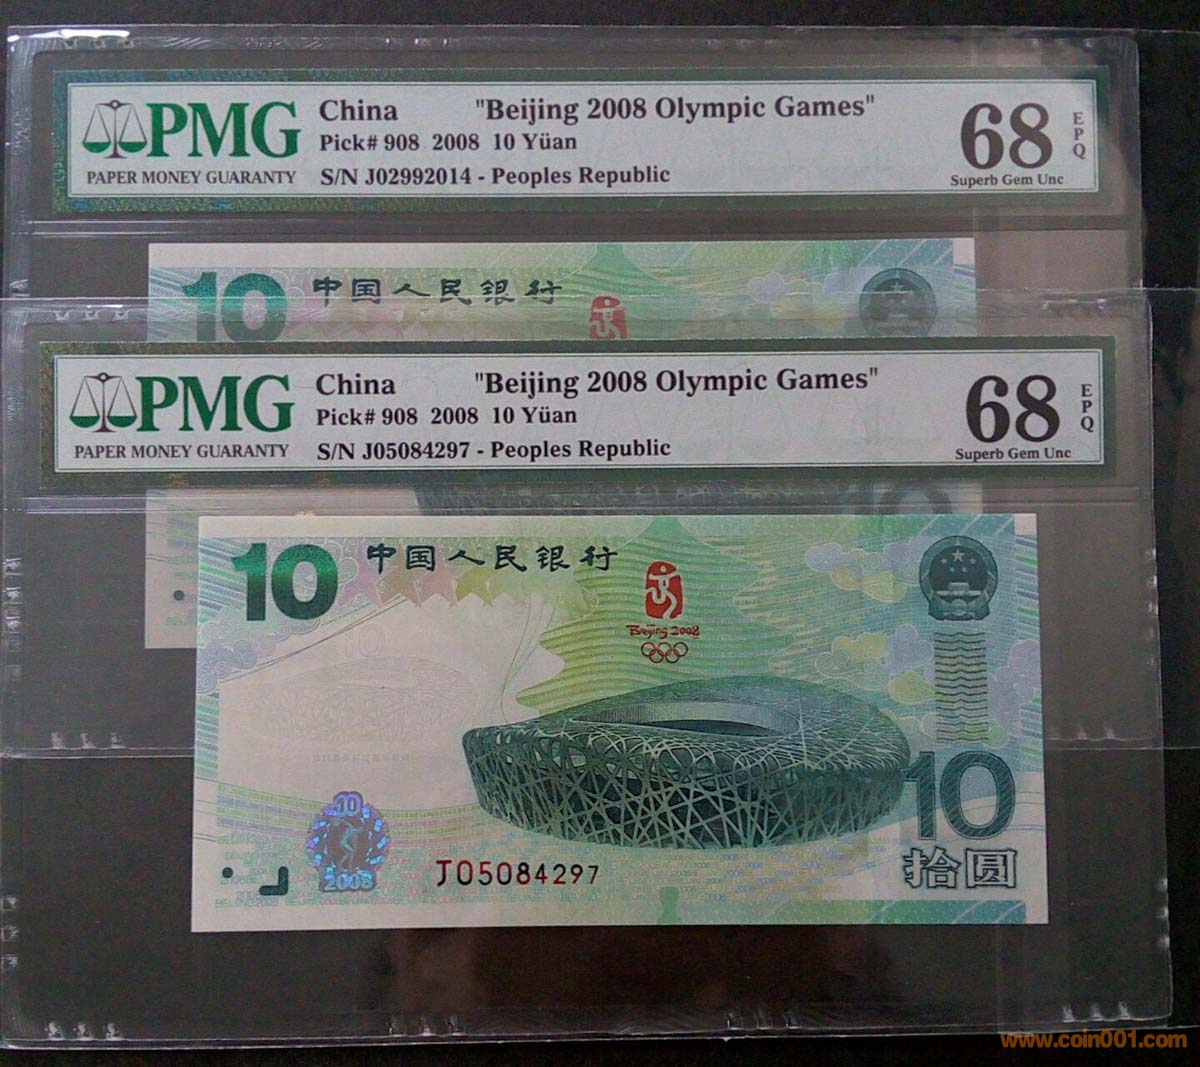 PMG
PAPER MONEY GUARANTY
China "Beijing 2008 Olympic Games"
Pick# 908 2008 10 Yüan
S/N J02992014 - Peoples Republic
68
EPQ
Superb Gem Unc
10 中国人民银行
PMG
PAPER MONEY GUARANTY
China "Beijing 2008 Olympic Games"
Pick# 908 2008 10 Yüan
S/N J05084297 - Peoples Republic
68
EPQ
Superb Gem Unc
10
10 中国人民银行
Beijing 2008
10
10
2008
J05084297
拾圆
www.coin001.com